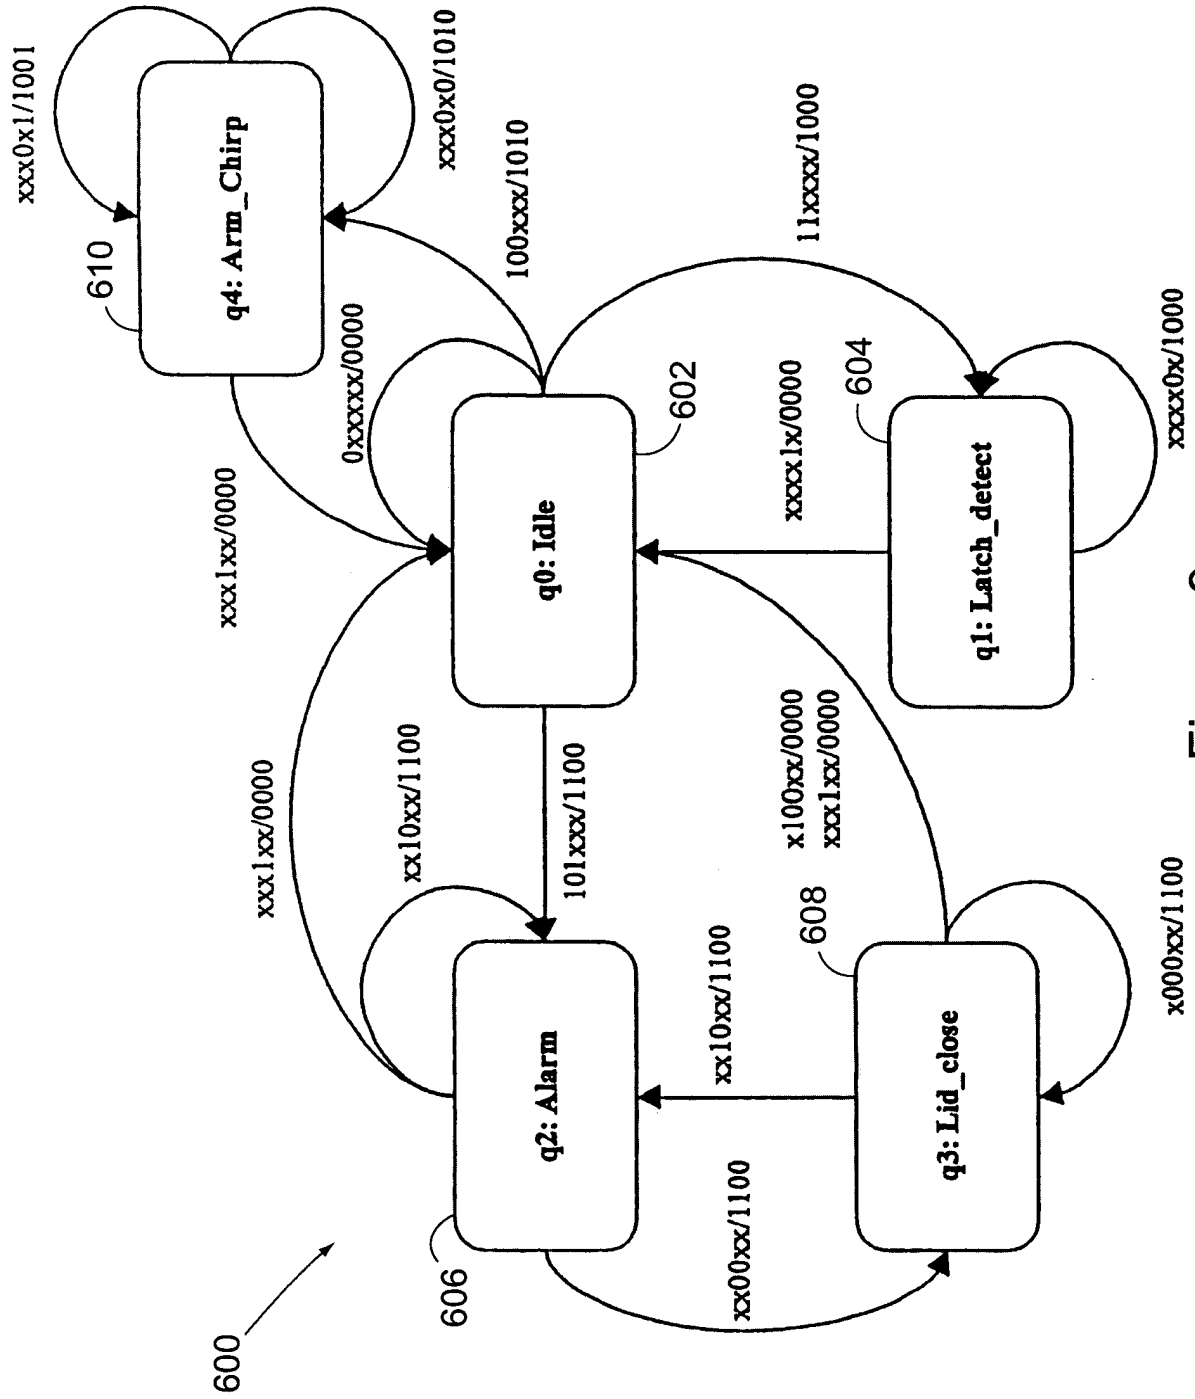 600
606
q2: Alarm
xxx1xx/0000
xx10xx/1100
101xxx/1100
xx10xx/1100
xx00xx/1100
608
q3: Lid_close
x000xx/1100
x100xx/0000
xxx1xx/0000
q0: Idle
602
0xxxxx/0000
xxx1xx/0000
610
q4: Arm_Chirp
xxx0x1/1001
xxx0x0/1010
100xxx/1010
11xxxx/1000
xxxx1x/0000
604
q1: Latch_detect
xxxx0x/1000